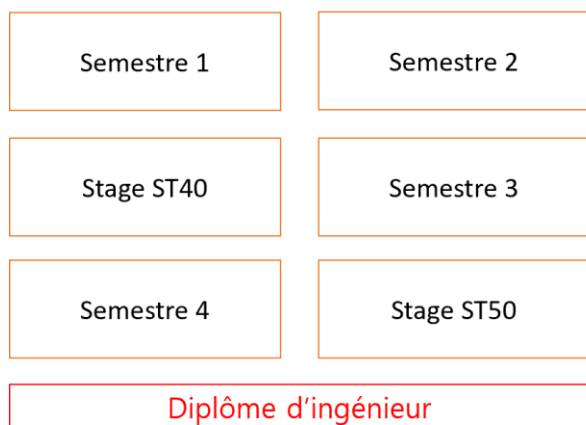 Semestre 1
Semestre 2
Stage ST40
Semestre 3
Semestre 4
Stage ST50
Diplôme d'ingénieur